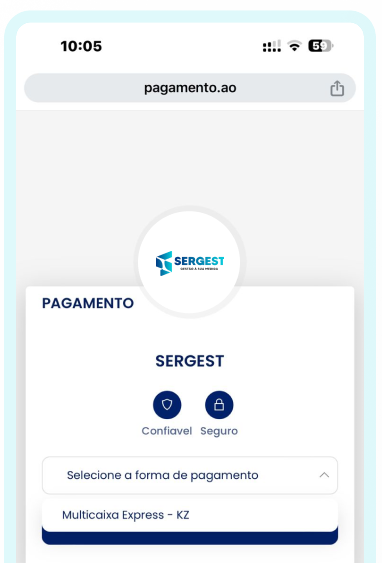 10:05
59
pagamento.ao
SERGEST
GESTÃO À SUA MEDIDA
PAGAMENTO
SERGEST
Confiavel Seguro
Selecione a forma de pagamento
Multicaixa Express - KZ